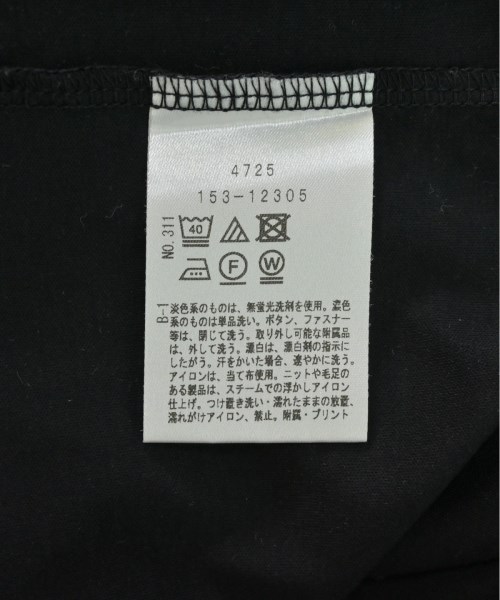 4725
153-12305
NO.311
40
F
W
B-1
淡色系のものは、無蛍光洗剤を使用。濃色
系のものは単品洗い。ボタン、ファスナー
等は、閉じて洗う。取り外し可能な附属品
は、外して洗う。漂白は、漂白剤の指示に
したがう。汗をかいた場合、速やかに洗う。
アイロンは、当て布使用。ニットや毛足の
ある製品は、スチームでの浮かしアイロン
仕上げ。つけ置き洗い・濡れたままの放置、
濡れがけアイロン、禁止。附属・プリント